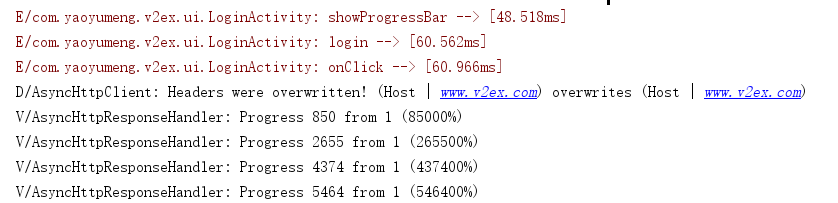 E/com.yaoyumeng.v2ex.ui.LoginActivity: showProgressBar --> [48.518ms]
E/com.yaoyumeng.v2ex.ui.LoginActivity: login --> [60.562ms]
E/com.yaoyumeng.v2ex.ui.LoginActivity: onClick --> [60.966ms]
D/AsyncHttpClient: Headers were overwritten! (Host | www.v2ex.com) overwrites (Host | www.v2ex.com)
V/AsyncHttpResponseHandler: Progress 850 from 1 (85000%)
V/AsyncHttpResponseHandler: Progress 2655 from 1 (265500%)
V/AsyncHttpResponseHandler: Progress 4374 from 1 (437400%)
V/AsyncHttpResponseHandler: Progress 5464 from 1 (546400%)